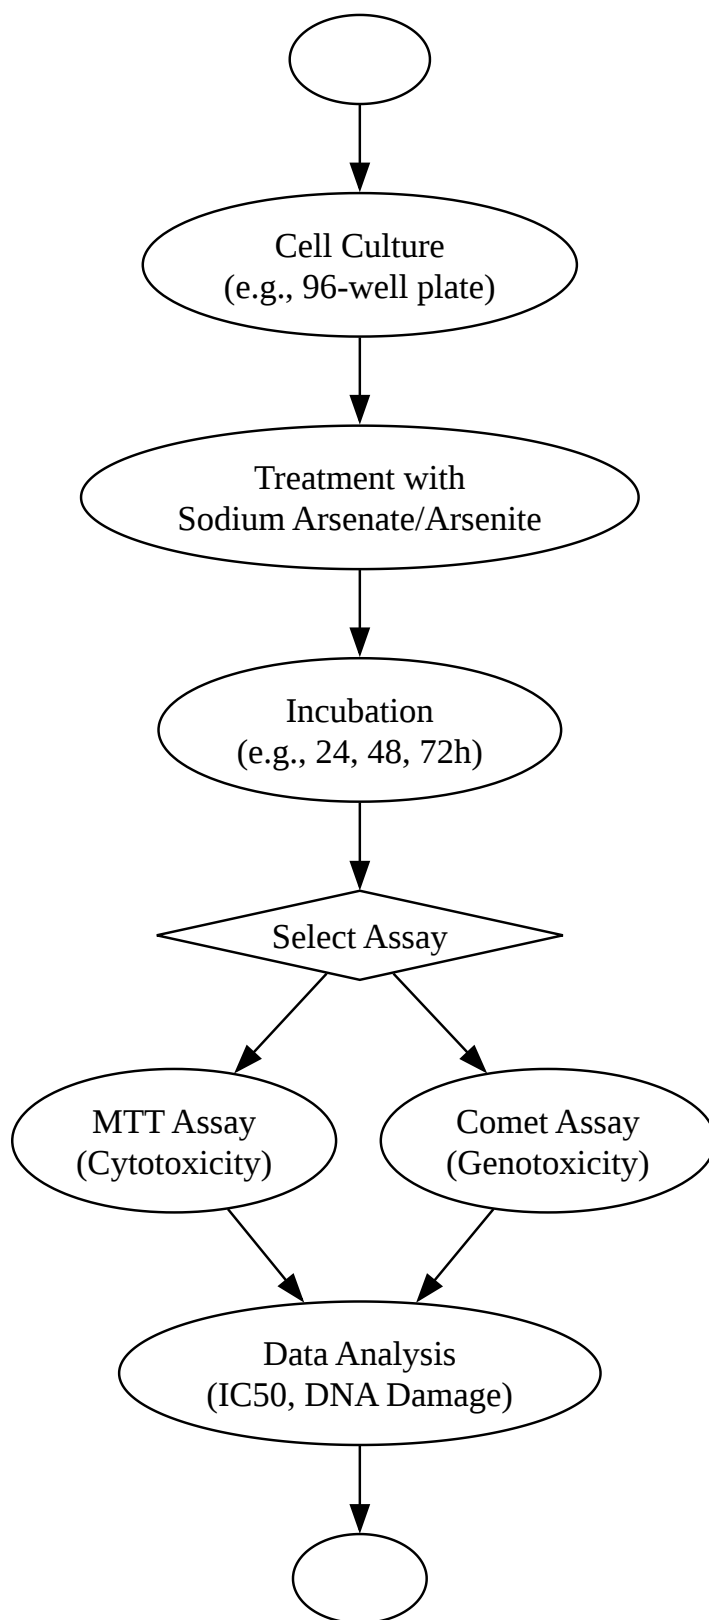 Cell Culture
(e.g., 96-well plate)
Treatment with
Sodium Arsenate/Arsenite
Incubation
(e.g., 24, 48, 72h)
Select Assay
MTT Assay
(Cytotoxicity)
Comet Assay
(Genotoxicity)
Data Analysis
(IC50, DNA Damage)